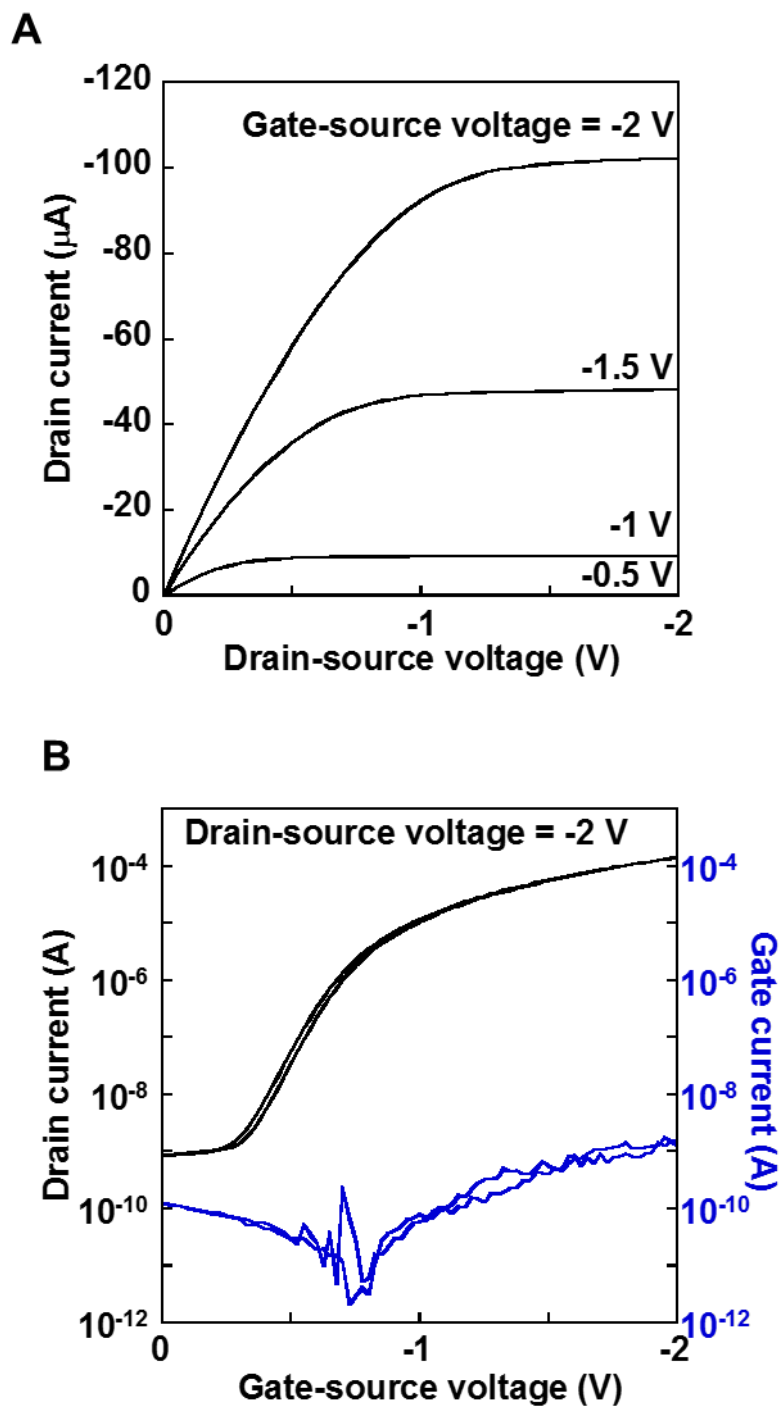 A
-120
Gate-source voltage = -2 V
-100
-80
-60
-1.5 V
-40
-20
-1 V
-0.5 V
0
0
-1
-2
Drain current (μA)
Drain-source voltage (V)
B
Drain-source voltage = -2 V
10-4
10-4
10-6
10-6
10-8
10-8
10-10
10-10
10-12
10-12
Drain current (A)
Gate current (A)
0
-1
-2
Gate-source voltage (V)